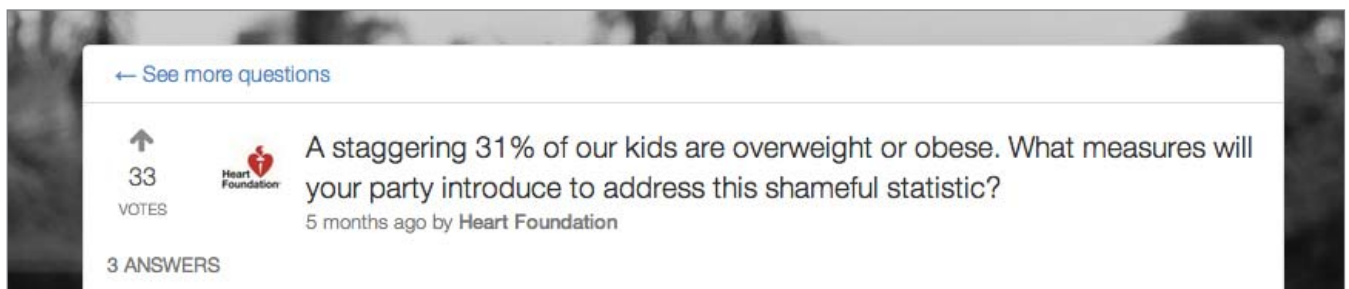 ← See more questions
33
VOTES
Heart
Foundation
A staggering 31% of our kids are overweight or obese. What measures will
your party introduce to address this shameful statistic?
5 months ago by Heart Foundation
3 ANSWERS